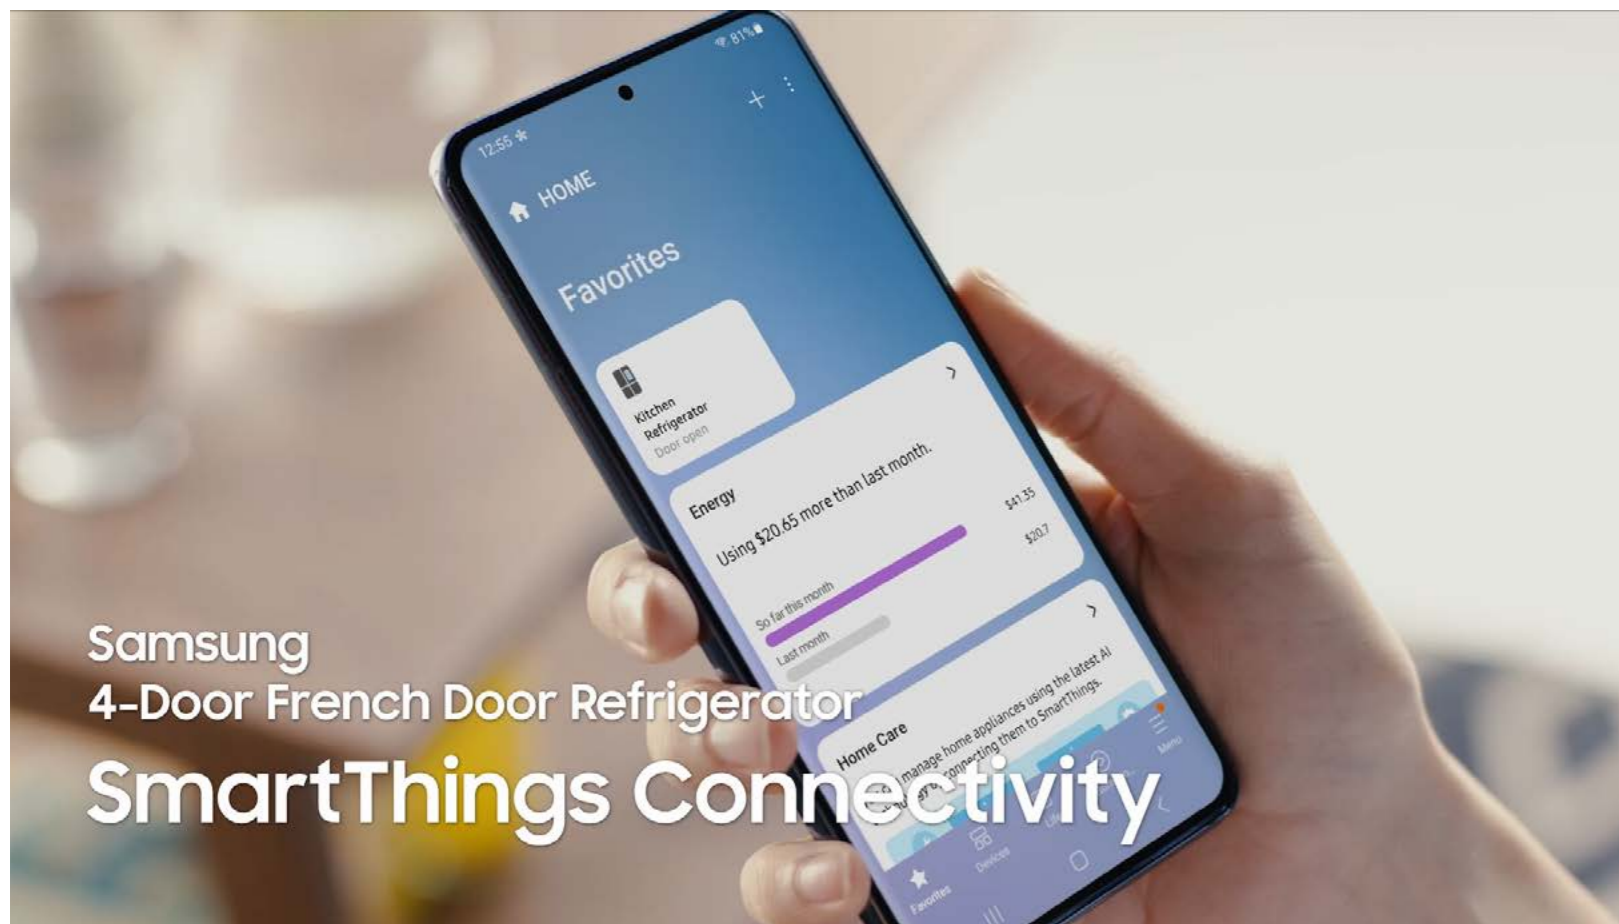 12:55
81%
HOME
Favorites
Kitchen
Refrigerator
Door open
Energy
Using $20.65 more than last month.
So far this month
$41.35
Last month
$20.7
Home Care
manage home appliances using the latest AI
connecting them to SmartThings.
Favorites
Devices
Menu
Samsung
4-Door French Door Refrigerator
SmartThings Connectivity